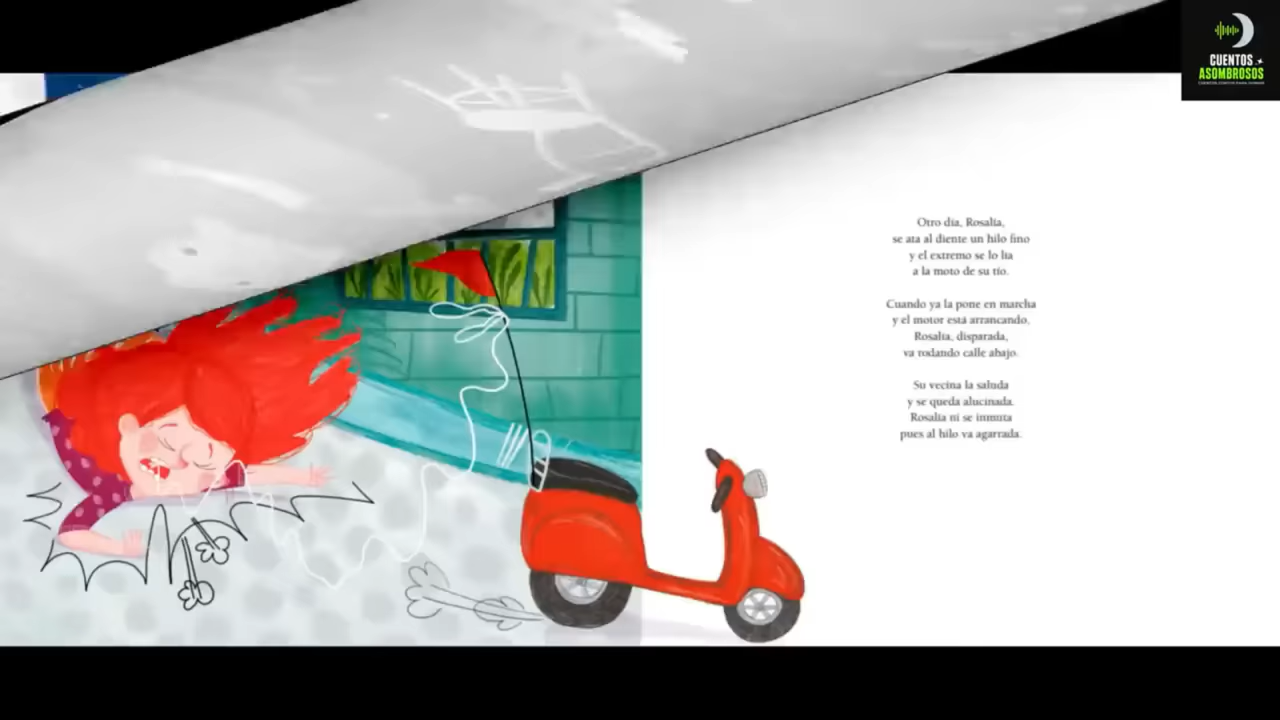 CUENTOS
ASOMBROSOS
Otro día, Rosalía,
se ata al diente un hilo fino
y el extremo se lo lía
a la moto de su tío.
Cuando ya la pone en marcha
y el motor está arrancando,
Rosalía, disparada,
va rodando calle abajo.
Su vecina la saluda
y se queda alucinada.
Rosalía ni se inmuta
pues al hilo va agarrada.